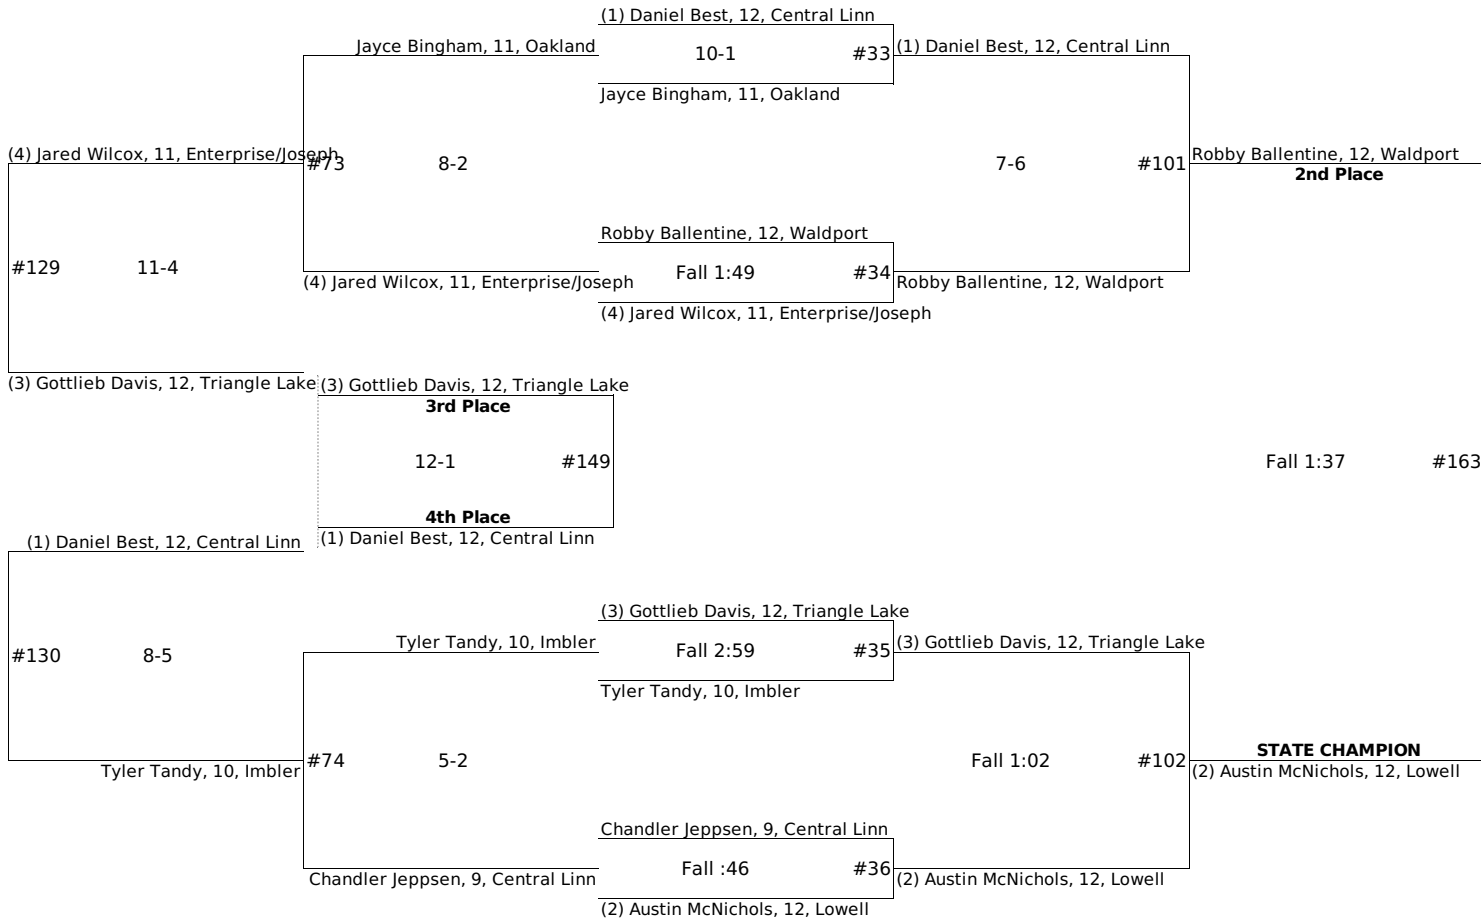 (1) Daniel Best, 12, Central Linn
Jayce Bingham, 11, Oakland
10-1
#33
(1) Daniel Best, 12, Central Linn
Jayce Bingham, 11, Oakland
(4) Jared Wilcox, 11, Enterprise/Joseph
#73
8-2
7-6
#101
Robby Ballentine, 12, Waldport
2nd Place
Robby Ballentine, 12, Waldport
#129
11-4
Fall 1:49
#34
(4) Jared Wilcox, 11, Enterprise/Joseph
Robby Ballentine, 12, Waldport
(4) Jared Wilcox, 11, Enterprise/Joseph
(3) Gottlieb Davis, 12, Triangle Lake
(3) Gottlieb Davis, 12, Triangle Lake
3rd Place
12-1
#149
Fall 1:37
#163
4th Place
(1) Daniel Best, 12, Central Linn
(1) Daniel Best, 12, Central Linn
(3) Gottlieb Davis, 12, Triangle Lake
Tyler Tandy, 10, Imbler
Fall 2:59
#35
(3) Gottlieb Davis, 12, Triangle Lake
#130
8-5
Tyler Tandy, 10, Imbler
Tyler Tandy, 10, Imbler
#74
5-2
Fall 1:02
#102
STATE CHAMPION
(2) Austin McNichols, 12, Lowell
Chandler Jeppsen, 9, Central Linn
Fall :46
#36
Chandler Jeppsen, 9, Central Linn
(2) Austin McNichols, 12, Lowell
(2) Austin McNichols, 12, Lowell